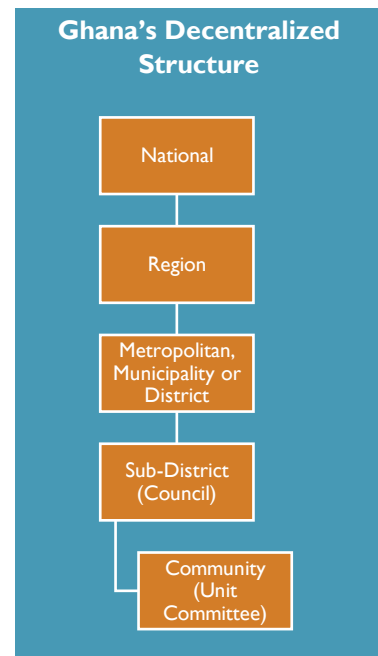 Ghana's Decentralized
Structure
National
Region
Metropolitan,
Municipality or
District
Sub-District
(Council)
Community
(Unit
Committee)